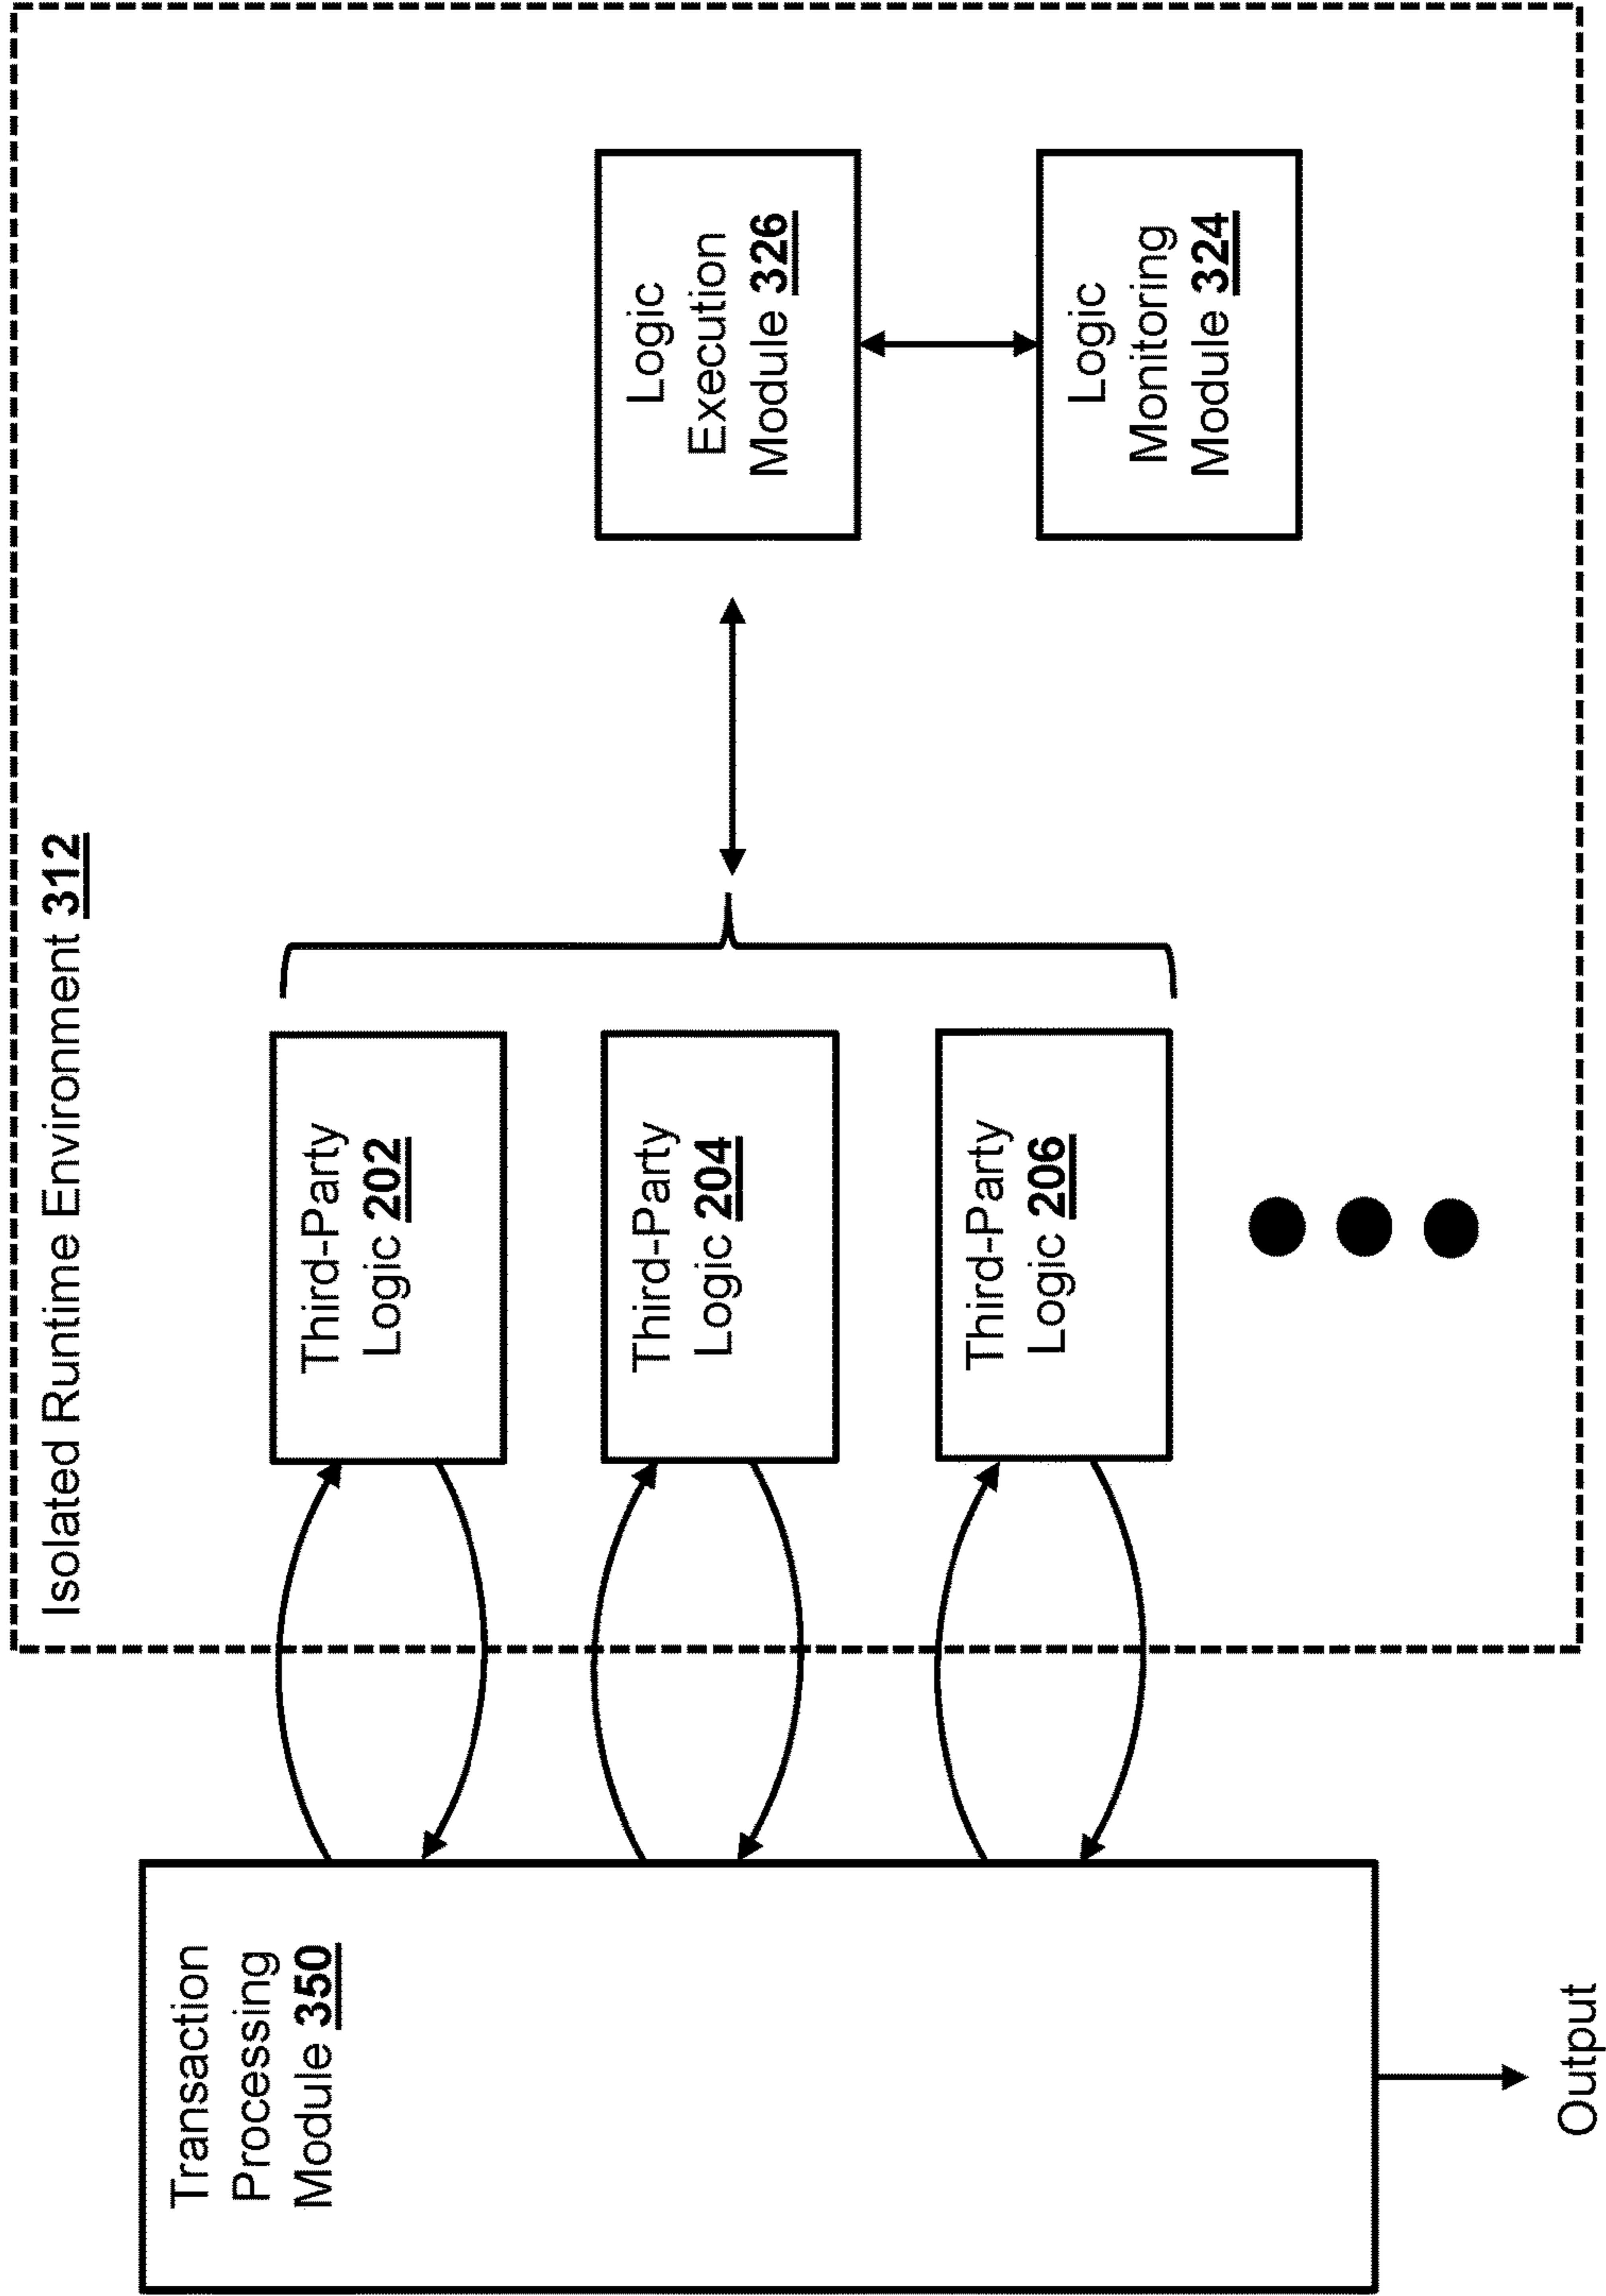 Isolated Runtime Environment 312
Transaction
Processing
Module 350
Third-Party
Logic 202
Third-Party
Logic 204
Third-Party
Logic 206
Logic
Execution
Module 326
Logic
Monitoring
Module 324
Output